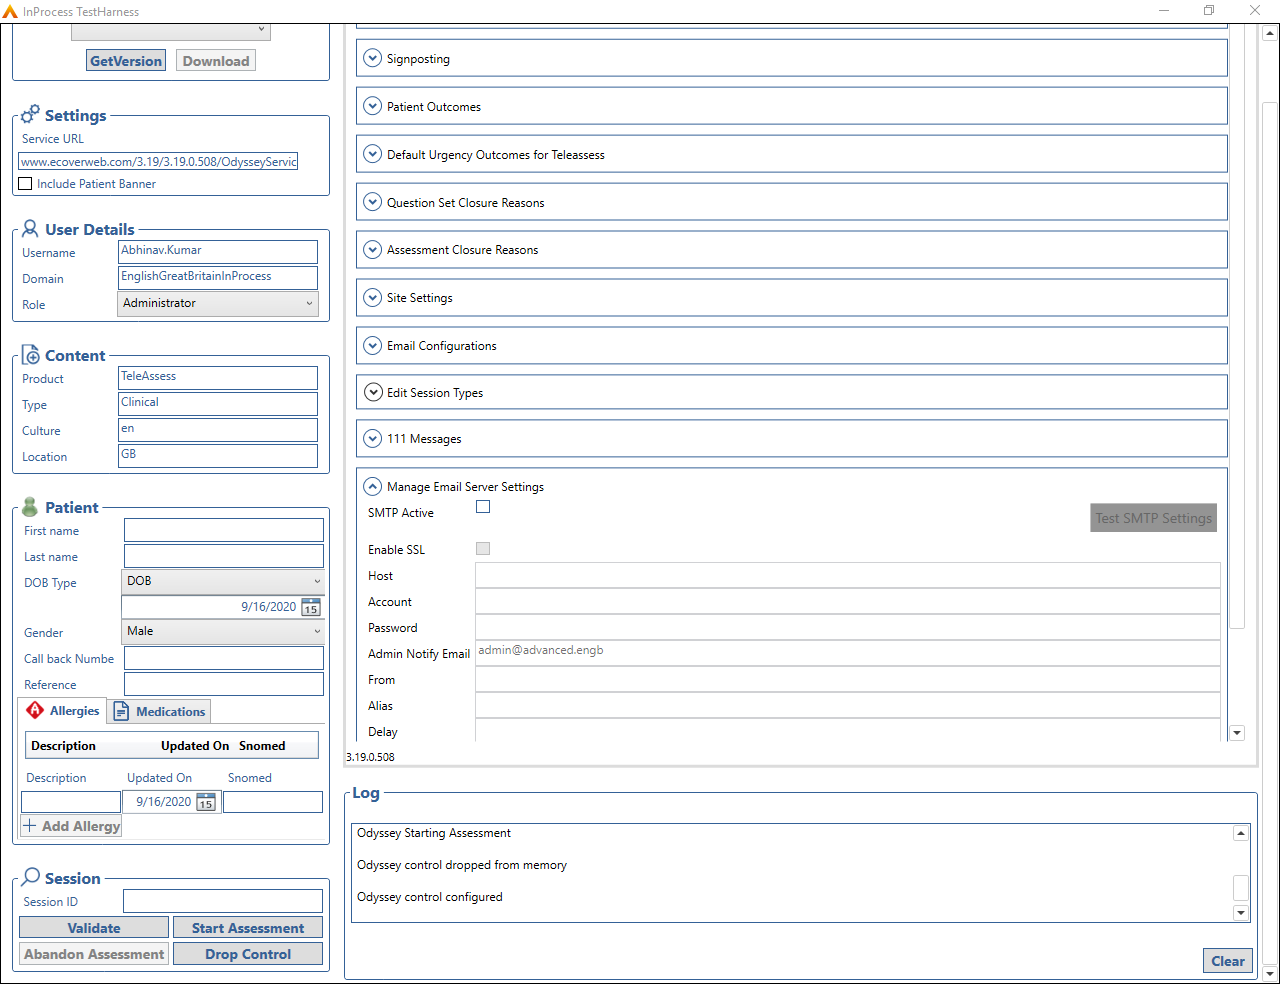 InProcess TestHarness
GetVersion
Download
Settings
Service URL
www.ecoverweb.com/3.19/3.19.0.508/OdysseyServic
Include Patient Banner
User Details
Username
Abhinav.Kumar
Domain
EnglishGreatBritainInProcess
Role
Administrator
Content
Product
TeleAssess
Type
Clinical
Culture
en
Location
GB
Patient
First name
Last name
DOB Type
DOB
9/16/2020
15
Gender
Male
Call back Numbe
Reference
Allergies
Medications
Description Updated On Snomed
Description Updated On Snomed
9/16/2020
15
Add Allergy
Session
Session ID
Validate
Start Assessment
Abandon Assessment
Drop Control
Signposting
Patient Outcomes
Default Urgency Outcomes for Teleassess
Question Set Closure Reasons
Assessment Closure Reasons
Site Settings
Email Configurations
Edit Session Types
111 Messages
Manage Email Server Settings
SMTP Active
Test SMTP Settings
Enable SSL
Host
Account
Password
Admin Notify Email
admin@advanced.engb
From
Alias
Delay
3.19.0.508
Log
Odyssey Starting Assessment
Odyssey control dropped from memory
Odyssey control configured
Clear